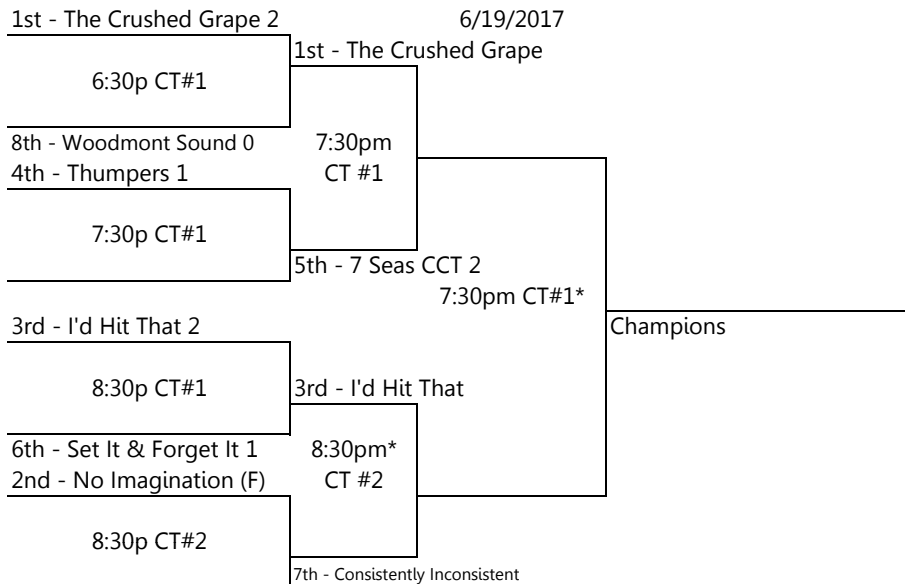 1st - The Crushed Grape 2
6/19/2017
1st - The Crushed Grape
6:30p CT#1
8th - Woodmont Sound 0
7:30pm
4th - Thumpers 1
CT #1
7:30p CT#1
5th - 7 Seas CCT 2
7:30pm CT#1*
3rd - I'd Hit That 2
Champions
8:30p CT#1
3rd - I'd Hit That
6th - Set It & Forget It 1
8:30pm*
2nd - No Imagination (F)
CT #2
8:30p CT#2
7th - Consistently Inconsistent